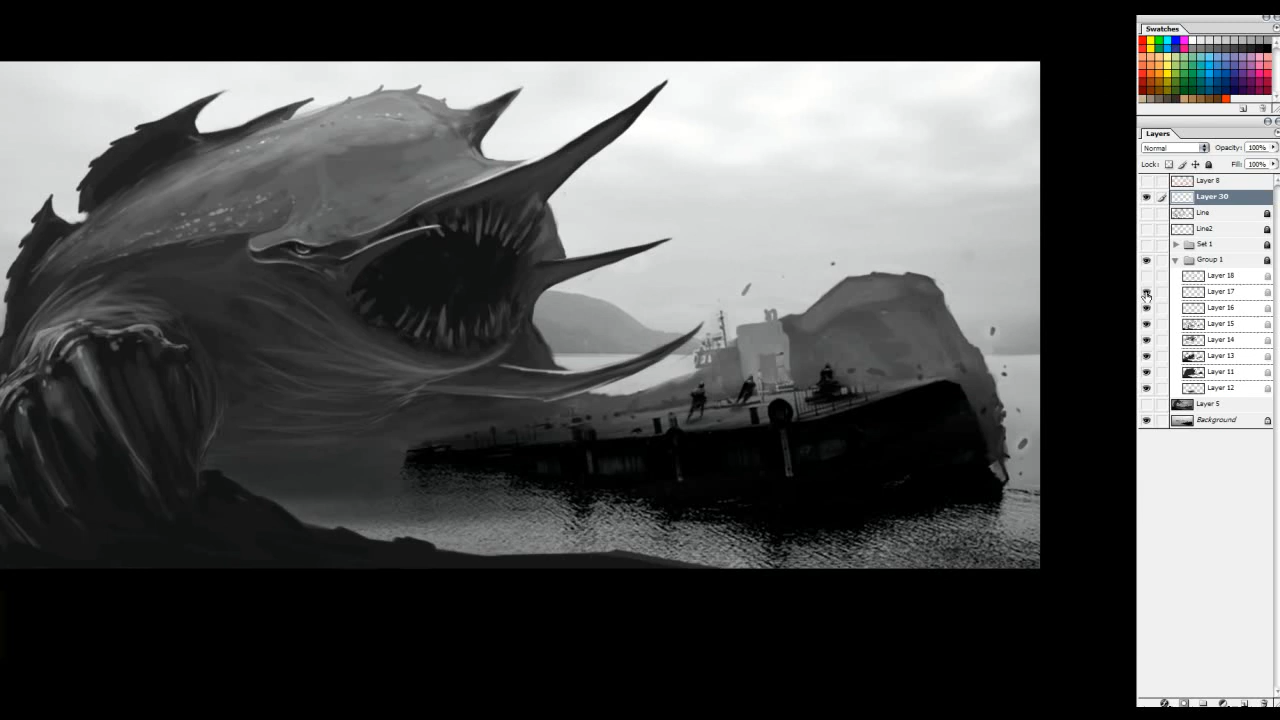 Swatches
Layers
Normal Opacity: 100%
Lock: Fill: 100%
Layer 8
Layer 30
Line
Line2
Set 1
Group 1
Layer 18
Layer 17
Layer 16
Layer 15
Layer 14
Layer 13
Layer 11
Layer 12
Layer 5
Background